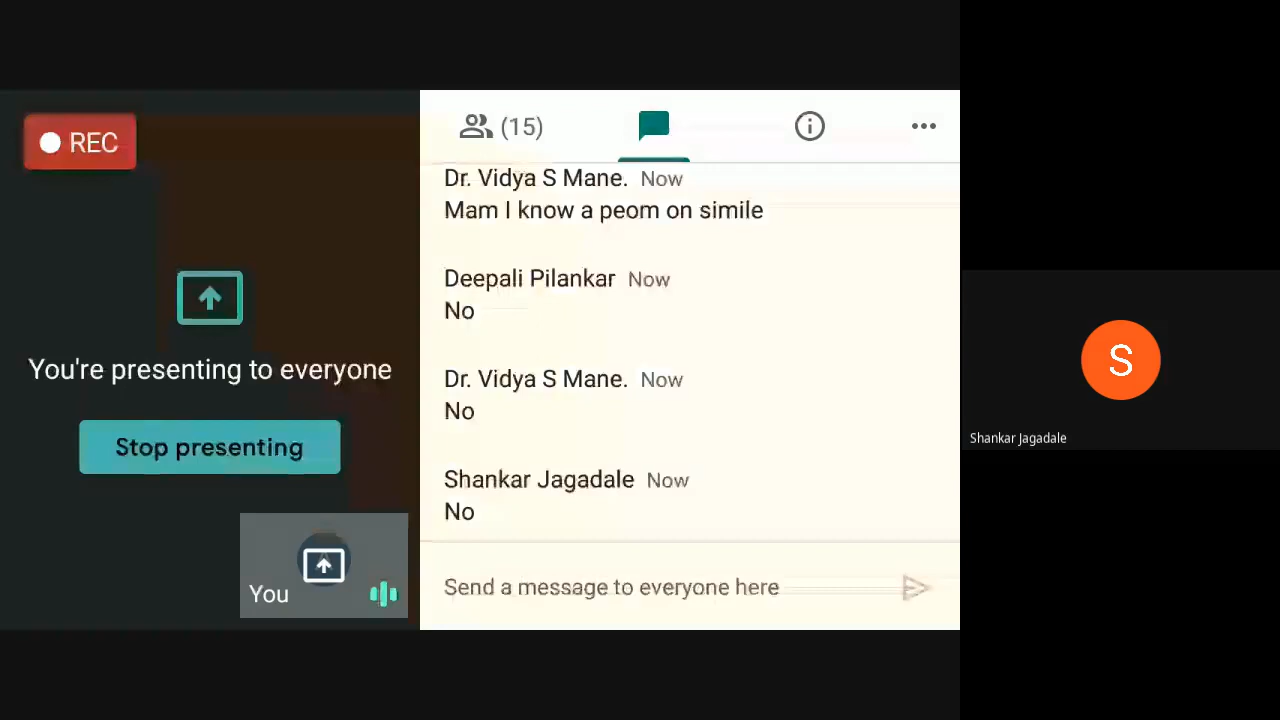 REC
You're presenting to everyone
Stop presenting
You
(15)
Dr. Vidya S Mane. Now
Mam I know a peom on simile
Deepali Pilankar Now
No
Dr. Vidya S Mane. Now
No
Shankar Jagadale Now
No
Send a message to everyone here
S
Shankar Jagadale